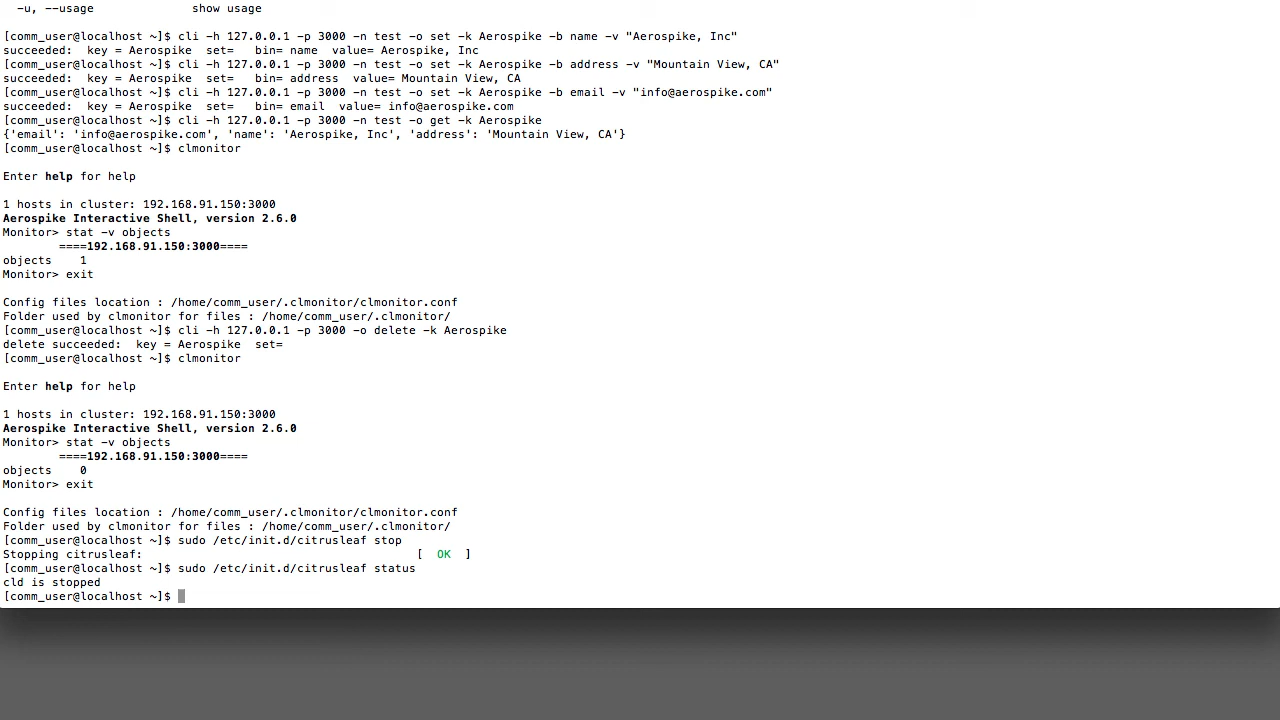 -u, --usage              show usage
[comm_user@localhost ~]$ cli -h 127.0.0.1 -p 3000 -n test -o set -k Aerospike -b name -v "Aerospike, Inc"
succeeded:  key = Aerospike  set=   bin= name  value= Aerospike, Inc
[comm_user@localhost ~]$ cli -h 127.0.0.1 -p 3000 -n test -o set -k Aerospike -b address -v "Mountain View, CA"
succeeded:  key = Aerospike  set=   bin= address  value= Mountain View, CA
[comm_user@localhost ~]$ cli -h 127.0.0.1 -p 3000 -n test -o set -k Aerospike -b email -v "info@aerospike.com"
succeeded:  key = Aerospike  set=   bin= email  value= info@aerospike.com
[comm_user@localhost ~]$ cli -h 127.0.0.1 -p 3000 -n test -o get -k Aerospike
{'email': 'info@aerospike.com', 'name': 'Aerospike, Inc', 'address': 'Mountain View, CA'}
[comm_user@localhost ~]$ clmonitor
Enter help for help
1 hosts in cluster: 192.168.91.150:3000
Aerospike Interactive Shell, version 2.6.0
Monitor> stat -v objects
====192.168.91.150:3000====
objects    1
Monitor> exit
Config files location : /home/comm_user/.clmonitor/clmonitor.conf
Folder used by clmonitor for files : /home/comm_user/.clmonitor/
[comm_user@localhost ~]$ cli -h 127.0.0.1 -p 3000 -o delete -k Aerospike
delete succeeded:  key = Aerospike  set=
[comm_user@localhost ~]$ clmonitor
Enter help for help
1 hosts in cluster: 192.168.91.150:3000
Aerospike Interactive Shell, version 2.6.0
Monitor> stat -v objects
====192.168.91.150:3000====
objects    0
Monitor> exit
Config files location : /home/comm_user/.clmonitor/clmonitor.conf
Folder used by clmonitor for files : /home/comm_user/.clmonitor/
[comm_user@localhost ~]$ sudo /etc/init.d/citrusleaf stop
Stopping citrusleaf:                                       [  OK  ]
[comm_user@localhost ~]$ sudo /etc/init.d/citrusleaf status
cld is stopped
[comm_user@localhost ~]$